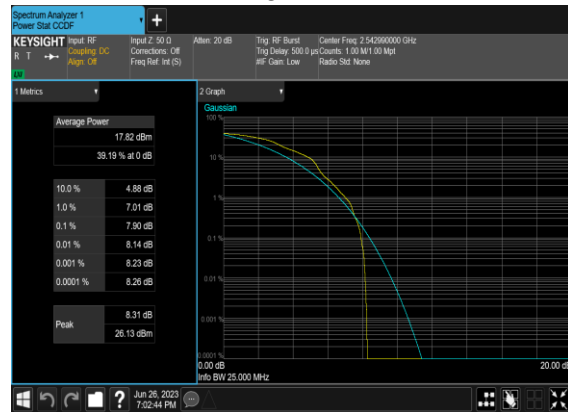 Spectrum Analyzer 1
Power Stat CCDF
+
KEYSIGHT
R T
LXI
Input: RF
Coupling: DC
Align: Off
Input Z: 50 Ω
Corrections: Off
Freq Ref: Int (S)
Atten: 20 dB
Trig: RF Burst
Trig Delay: 500.0 µs
#IF Gain: Low
Center Freq: 2.542990000 GHz
Counts: 1.00 M/1.00 Mpt
Radio Std: None
1 Metrics
Average Power
17.82 dBm
39.19 % at 0 dB
10.0 % 4.88 dB
1.0 % 7.01 dB
0.1 % 7.90 dB
0.01 % 8.14 dB
0.001 % 8.23 dB
0.0001 % 8.26 dB
Peak
8.31 dB
26.13 dBm
2 Graph
Gaussian
100 %
10 %
1 %
0.1 %
0.01 %
0.001 %
0.0001 %
0.00 dB 20.00 dB
Info BW 25.000 MHz
?
Jun 26, 2023
7:02:44 PM